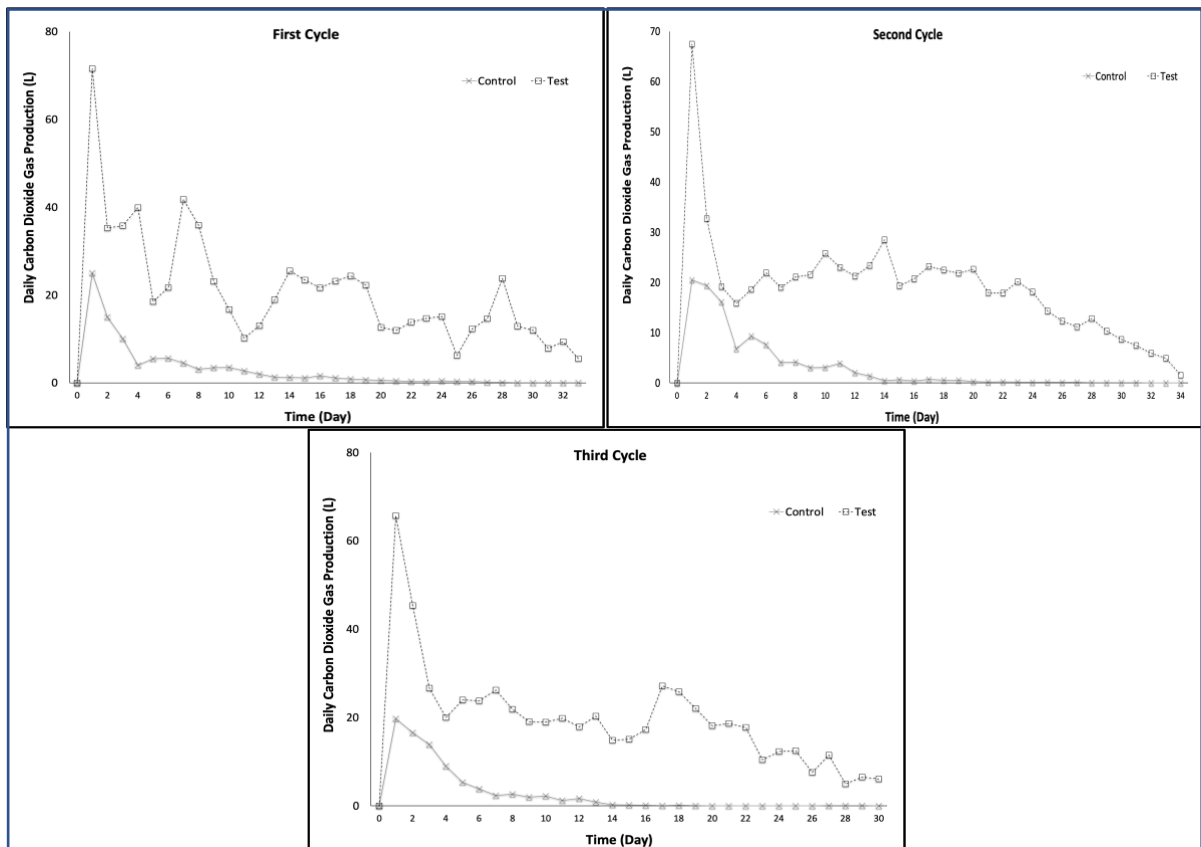 First Cycle
Control Test
Daily Carbon Dioxide Gas Production (L)
80
60
40
20
0
0 2 4 6 8 10 12 14 16 18 20 22 24 26 28 30 32
Time (Day)
Second Cycle
Control Test
Daily Carbon Dioxide Gas Production (L)
70
60
50
40
30
20
10
0
0 2 4 6 8 10 12 14 16 18 20 22 24 26 28 30 32 34
Time (Day)
Third Cycle
Control Test
Daily Carbon Dioxide Gas Production (L)
80
60
40
20
0
0 2 4 6 8 10 12 14 16 18 20 22 24 26 28 30
Time (Day)